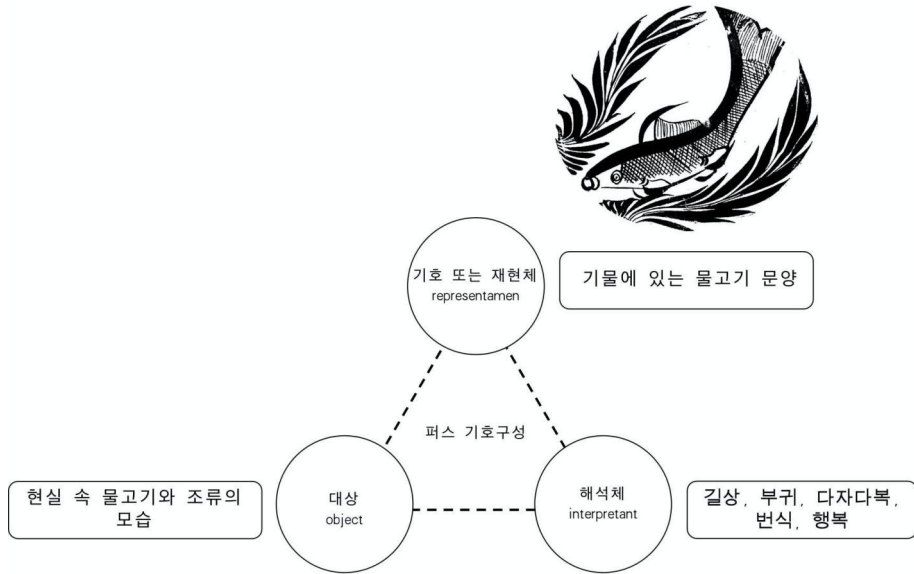 기호 또는 재현체
representamen
기물에 있는 물고기 문양
퍼스 기호구성
현실 속 물고기와 조류의
모습
대상
object
해석체
interpretant
길상, 부귀, 다자다복,
번식, 행복